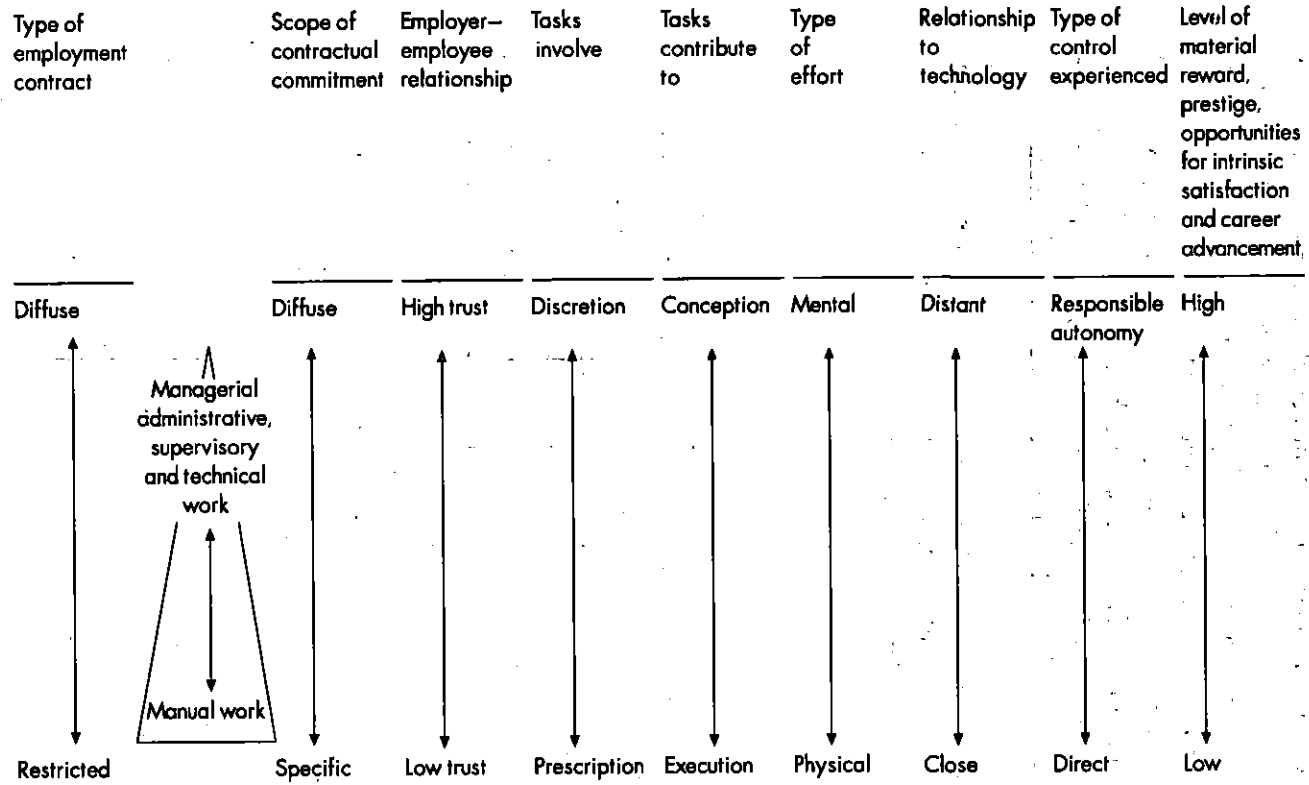 Type of
employment
contract
Scope of
contractual
commitment
Employer–
employee
relationship
Tasks
involve
Tasks
contribute
to
Type
of
effort
Relationship
to
technology
Type of
control
experienced
Level of
material
reward,
prestige,
opportunities
for intrinsic
satisfaction
and career
advancement
Diffuse
Diffuse
High trust
Discretion
Conception
Mental
Distant
Responsible
autonomy
High
Managerial
administrative,
supervisory
and technical
work
Manual work
Restricted
Specific
Low trust
Prescription
Execution
Physical
Close
Direct
Low